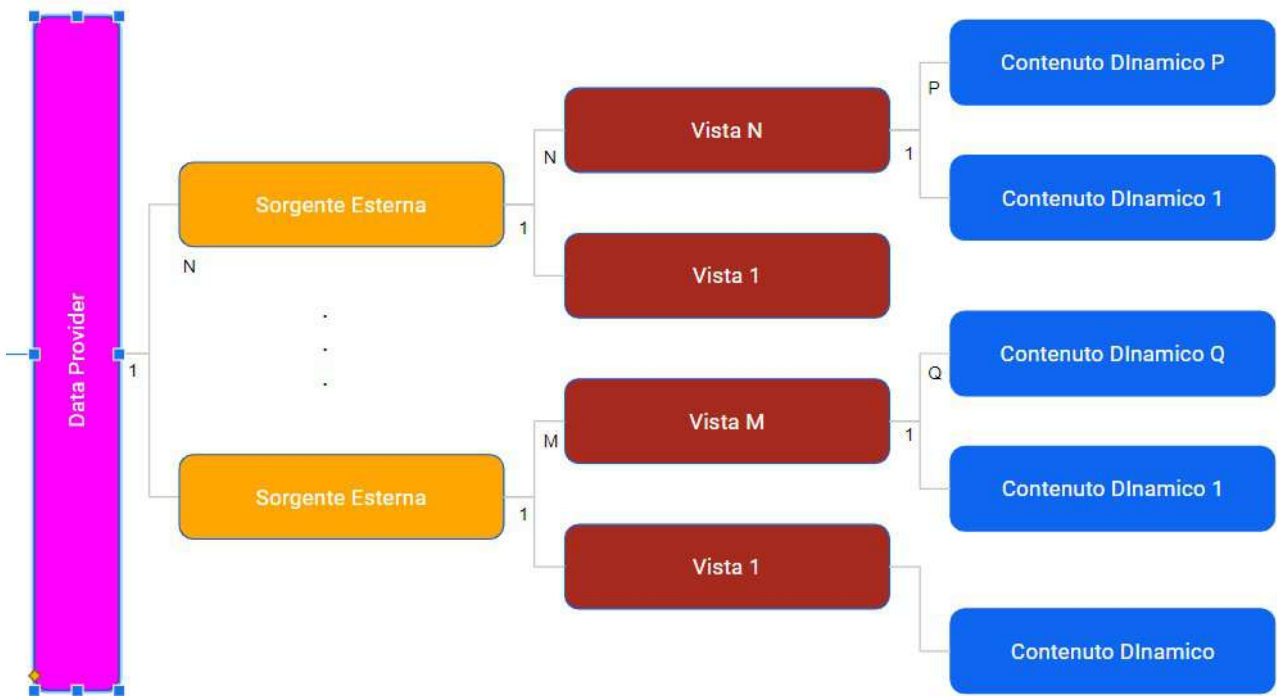 Data Provider
1
Sorgente Esterna
N
.
.
.
Sorgente Esterna
1
N
Vista N
Vista 1
1
M
Vista M
Vista 1
1
P
Contenuto DInamico P
Contenuto DInamico 1
1
Q
Contenuto DInamico Q
Contenuto DInamico 1
Contenuto DInamico